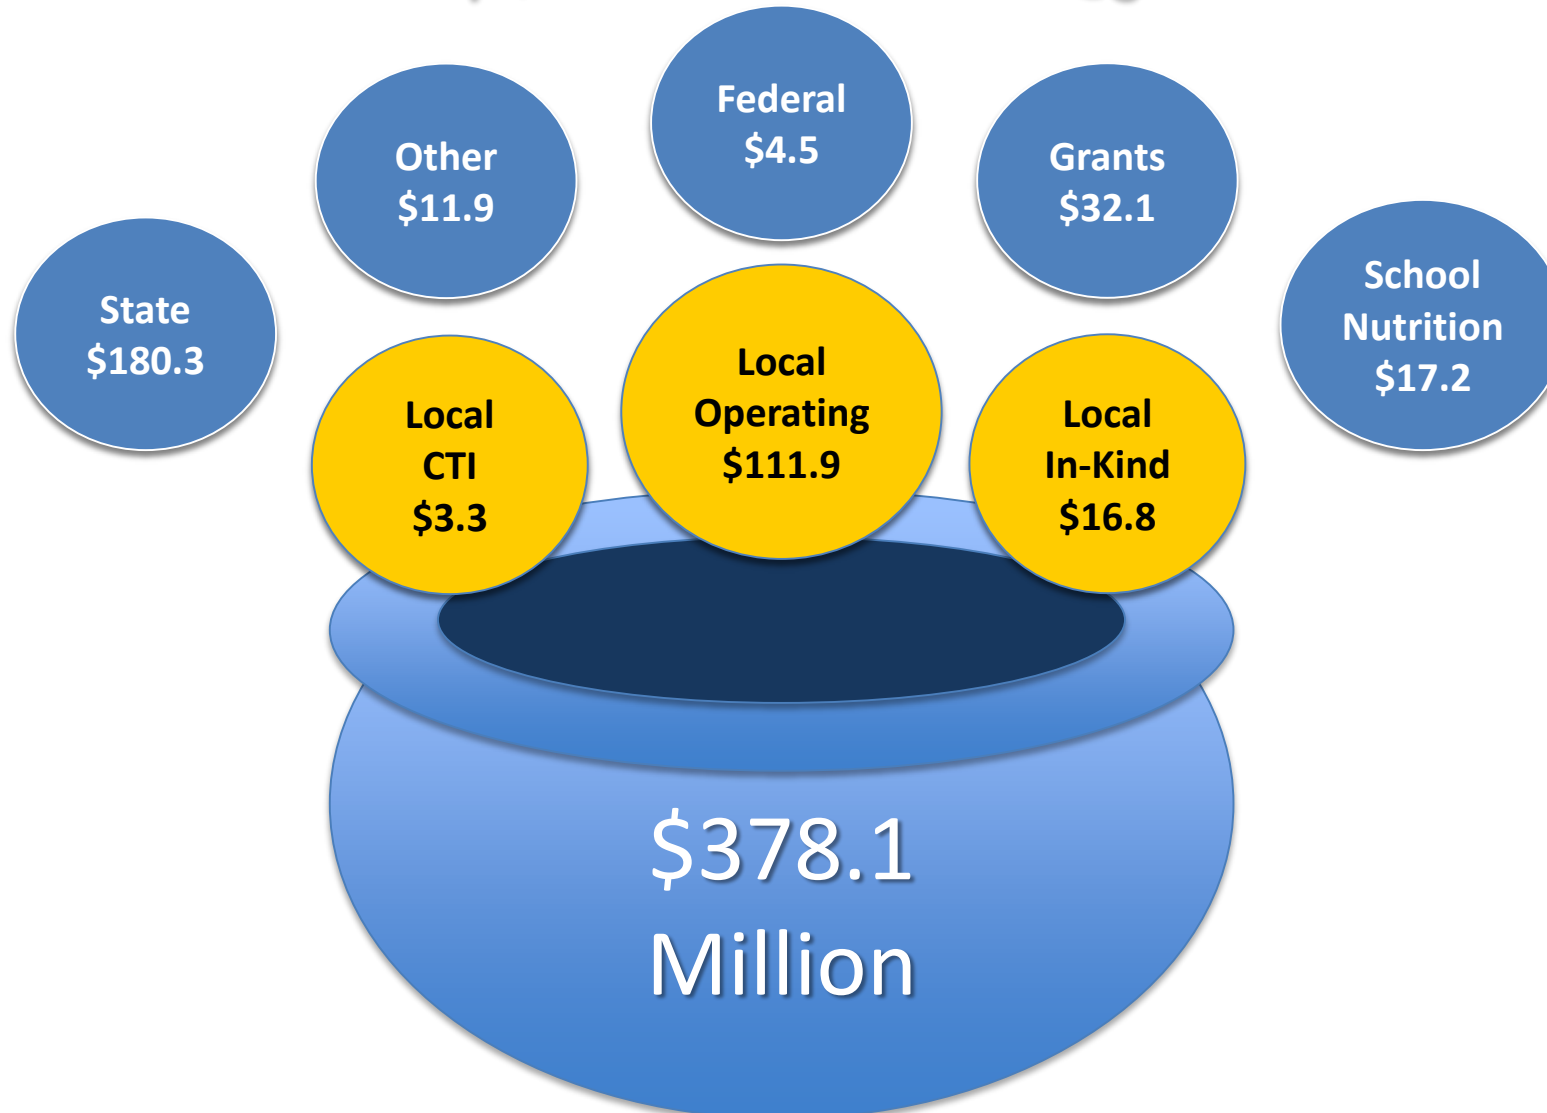 Federal
$4.5
Other
$11.9
Grants
$32.1
State
$180.3
School
Nutrition
$17.2
Local
CTI
$3.3
Local
Operating
$111.9
Local
In-Kind
$16.8
$378.1
Million